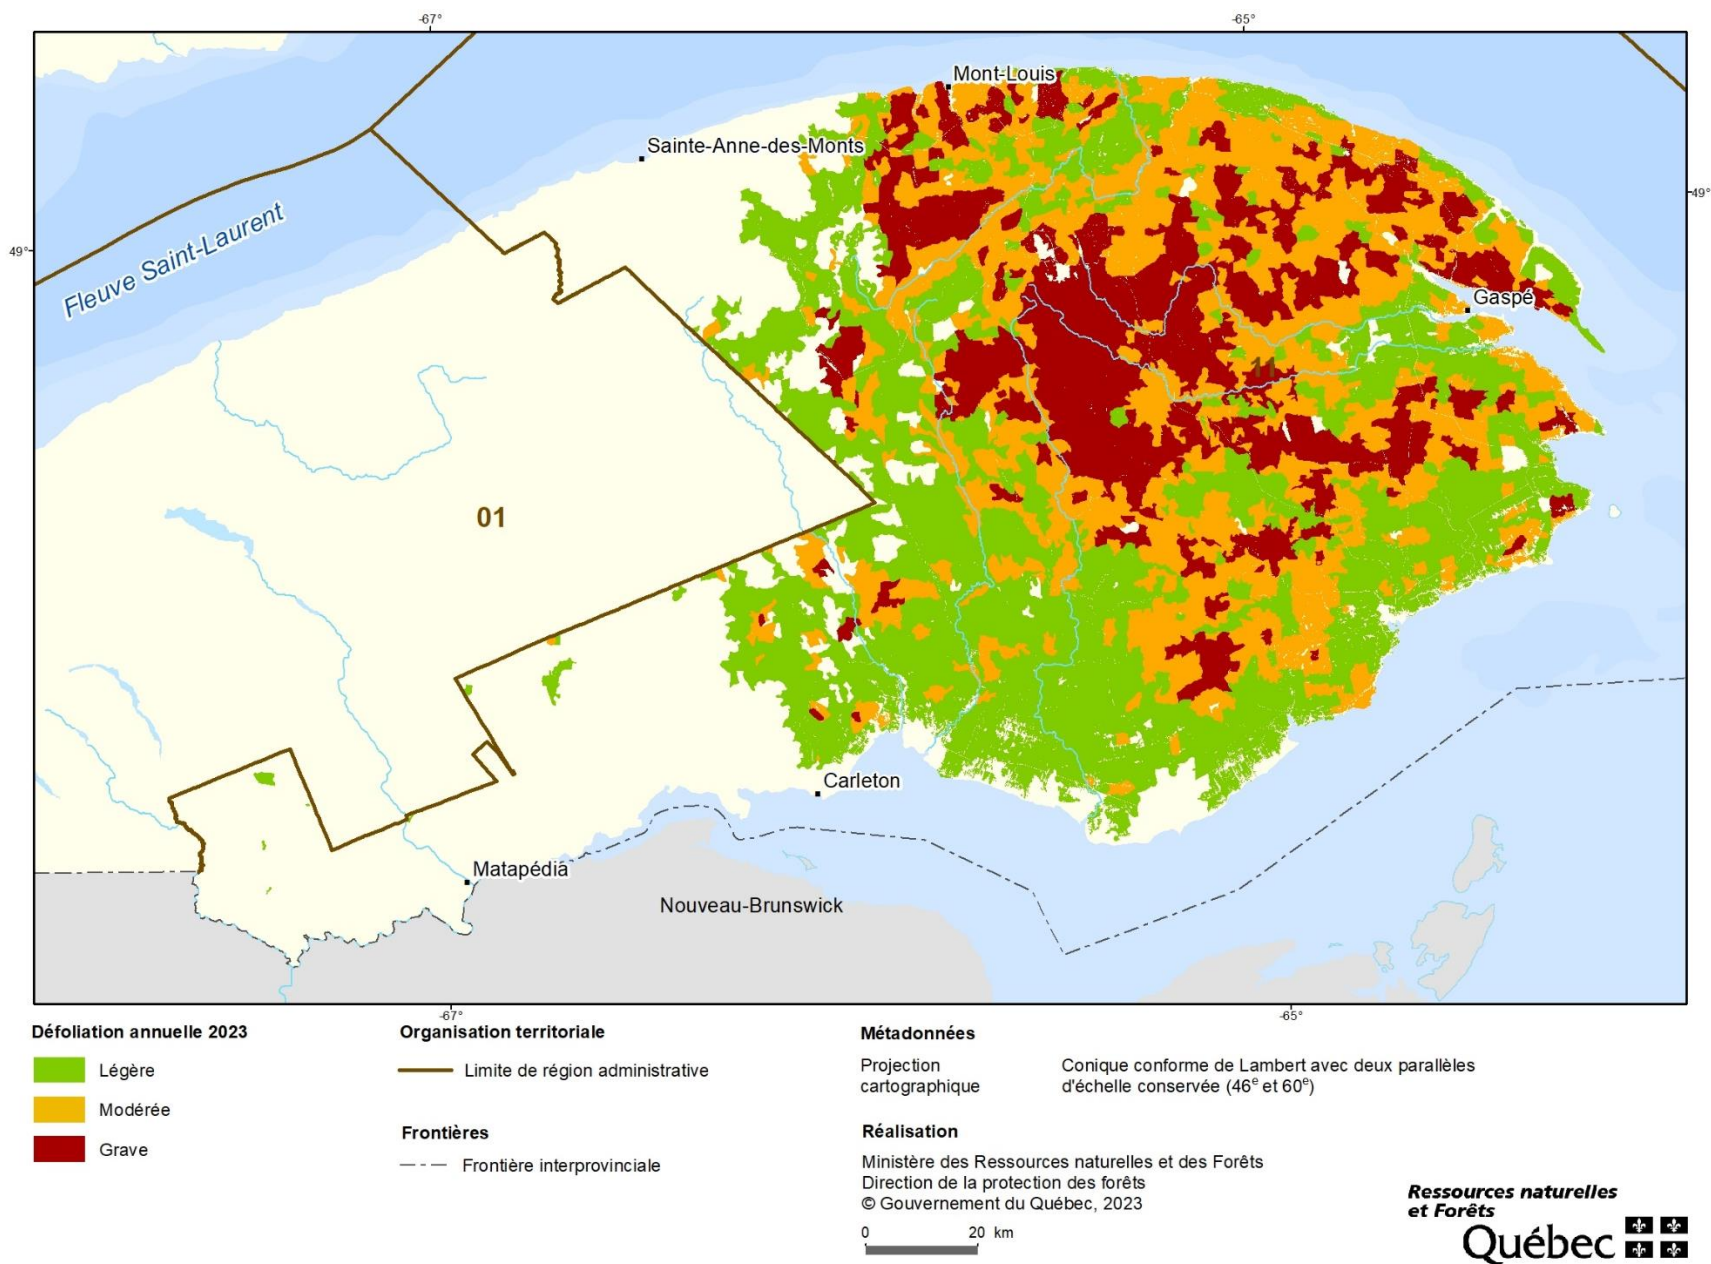 -67°
-65°
Mont-Louis
Sainte-Anne-des-Monts
49°
49°
Fleuve Saint-Laurent
Gaspé
11
01
Carleton
Matapédia
Nouveau-Brunswick
-67°
-65°
Défoliation annuelle 2023
Légère
Modérée
Grave
Organisation territoriale
Limite de région administrative
Frontières
Frontière interprovinciale
Métadonnées
Projection cartographique
Conique conforme de Lambert avec deux parallèles
d'échelle conservée (46e et 60e)
Réalisation
Ministère des Ressources naturelles et des Forêts
Direction de la protection des forêts
© Gouvernement du Québec, 2023
0 20 km
Ressources naturelles
et Forêts
Québec